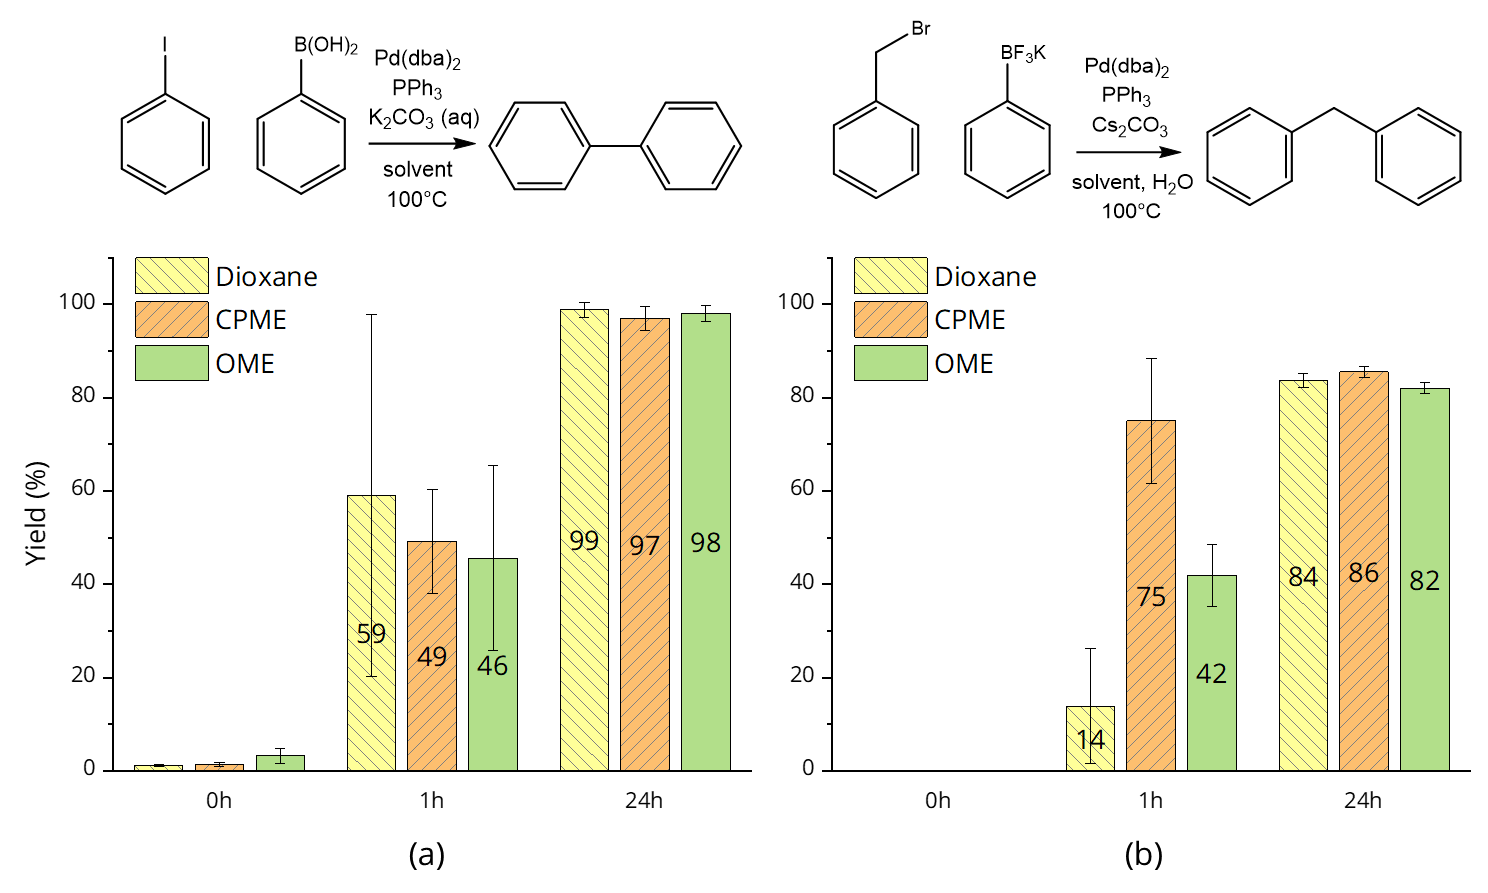 I
B(OH)₂
Pd(dba)₂
PPh₃
K₂CO₃ (aq)
solvent
100°C
Br
BF₃K
Pd(dba)₂
PPh₃
Cs₂CO₃
solvent, H₂O
100°C
Yield (%)
100
80
60
40
20
0
Dioxane
CPME
OME
59
49
46
99
97
98
0h
1h
24h
(a)
100
80
60
40
20
0
Dioxane
CPME
OME
14
75
42
84
86
82
0h
1h
24h
(b)